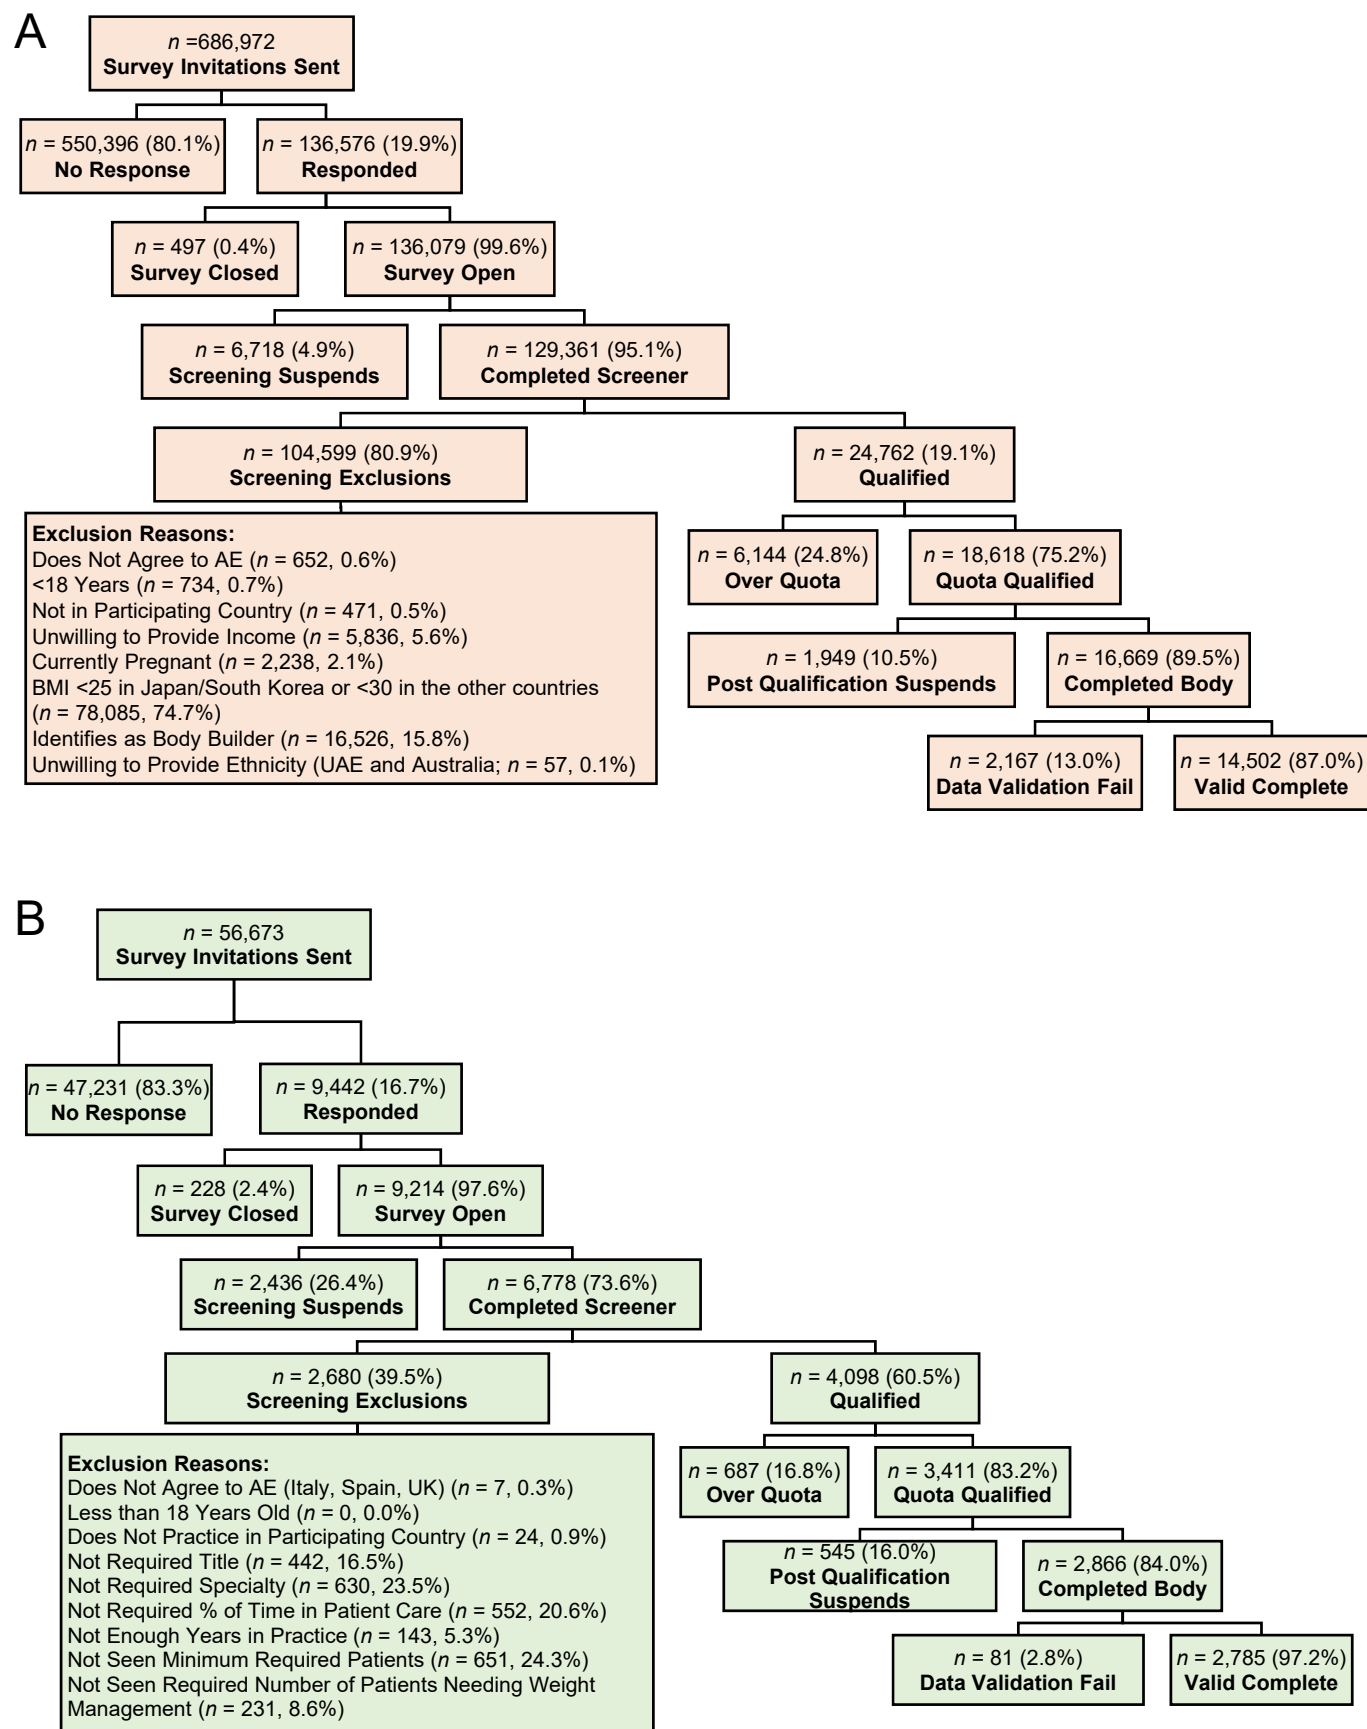 A
n =686,972
Survey Invitations Sent
n = 550,396 (80.1%)
No Response
n = 136,576 (19.9%)
Responded
n = 497 (0.4%)
Survey Closed
n = 136,079 (99.6%)
Survey Open
n = 6,718 (4.9%)
Screening Suspends
n = 129,361 (95.1%)
Completed Screener
n = 104,599 (80.9%)
Screening Exclusions
n = 24,762 (19.1%)
Qualified
Exclusion Reasons:
Does Not Agree to AE (n = 652, 0.6%)
<18 Years (n = 734, 0.7%)
Not in Participating Country (n = 471, 0.5%)
Unwilling to Provide Income (n = 5,836, 5.6%)
Currently Pregnant (n = 2,238, 2.1%)
BMI <25 in Japan/South Korea or <30 in the other countries
(n = 78,085, 74.7%)
Identifies as Body Builder (n = 16,526, 15.8%)
Unwilling to Provide Ethnicity (UAE and Australia; n = 57, 0.1%)
n = 6,144 (24.8%)
Over Quota
n = 18,618 (75.2%)
Quota Qualified
n = 1,949 (10.5%)
Post Qualification Suspends
n = 16,669 (89.5%)
Completed Body
n = 2,167 (13.0%)
Data Validation Fail
n = 14,502 (87.0%)
Valid Complete
B
n = 56,673
Survey Invitations Sent
n = 47,231 (83.3%)
No Response
n = 9,442 (16.7%)
Responded
n = 228 (2.4%)
Survey Closed
n = 9,214 (97.6%)
Survey Open
n = 2,436 (26.4%)
Screening Suspends
n = 6,778 (73.6%)
Completed Screener
n = 2,680 (39.5%)
Screening Exclusions
n = 4,098 (60.5%)
Qualified
Exclusion Reasons:
Does Not Agree to AE (Italy, Spain, UK) (n = 7, 0.3%)
Less than 18 Years Old (n = 0, 0.0%)
Does Not Practice in Participating Country (n = 24, 0.9%)
Not Required Title (n = 442, 16.5%)
Not Required Specialty (n = 630, 23.5%)
Not Required % of Time in Patient Care (n = 552, 20.6%)
Not Enough Years in Practice (n = 143, 5.3%)
Not Seen Minimum Required Patients (n = 651, 24.3%)
Not Seen Required Number of Patients Needing Weight
Management (n = 231, 8.6%)
n = 687 (16.8%)
Over Quota
n = 3,411 (83.2%)
Quota Qualified
n = 545 (16.0%)
Post Qualification
Suspends
n = 2,866 (84.0%)
Completed Body
n = 81 (2.8%)
Data Validation Fail
n = 2,785 (97.2%)
Valid Complete